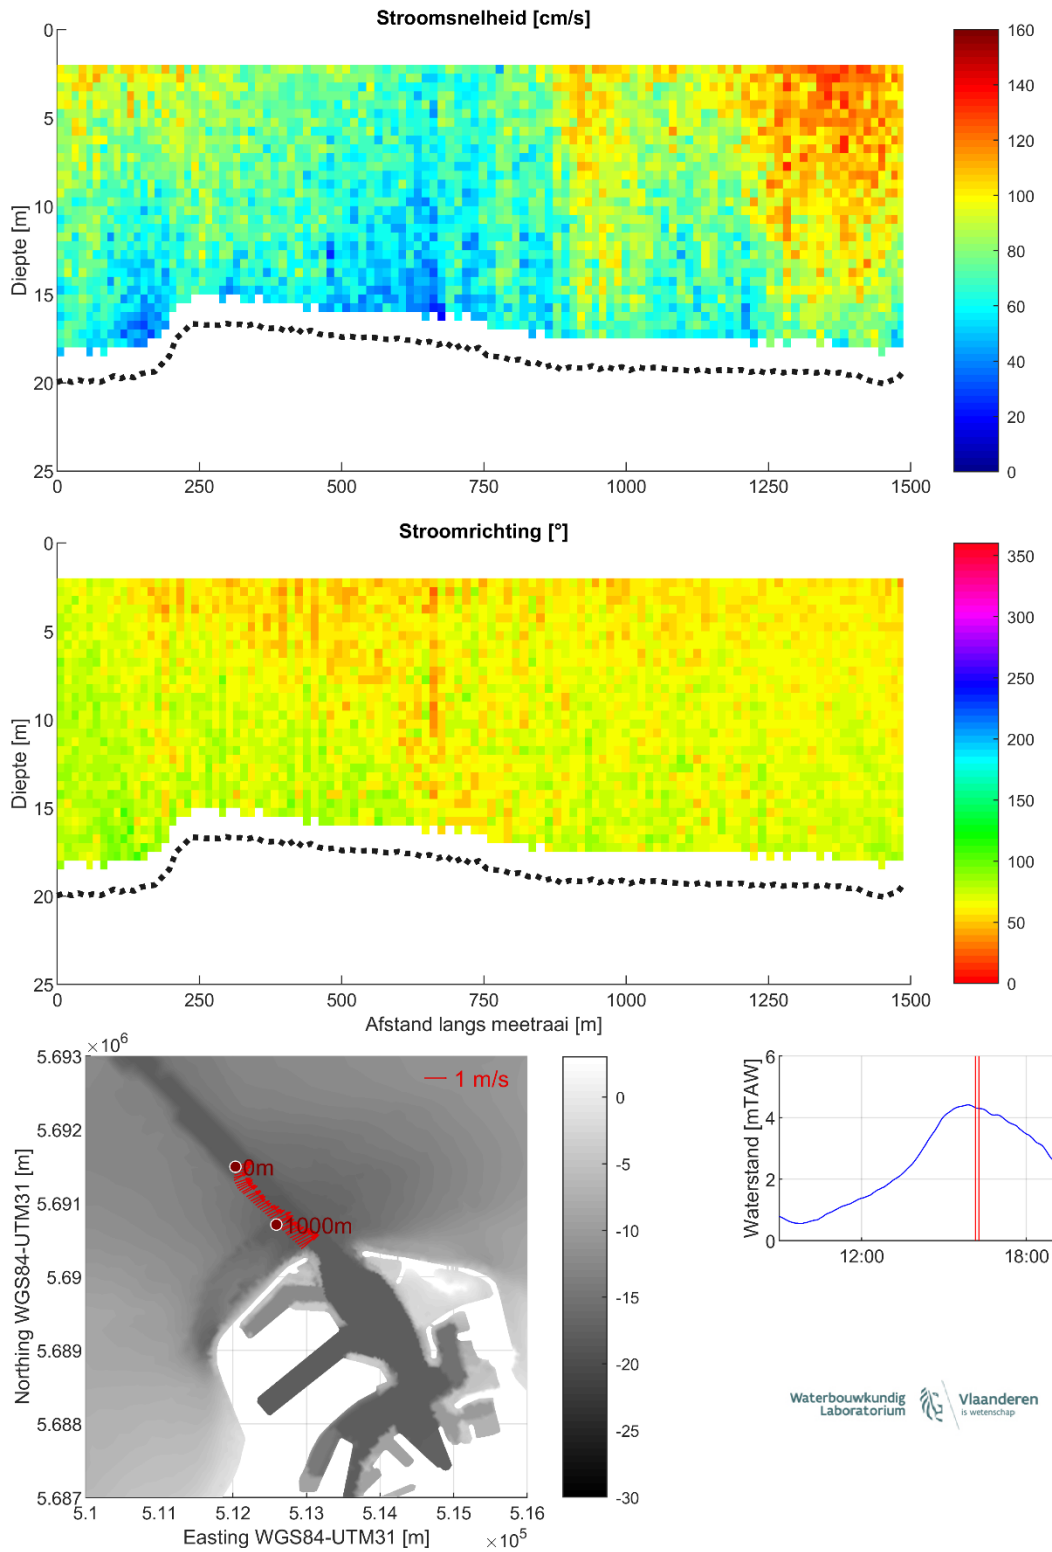 Stroomsnelheid [cm/s]
0
5
10
15
20
25
Diepte [m]
0 250 500 750 1000 1250 1500
160
140
120
100
80
60
40
20
0
Stroomrichting [°]
0
5
10
15
20
25
Diepte [m]
0 250 500 750 1000 1250 1500
Afstand langs meetraai [m]
350
300
250
200
150
100
50
0
×10⁶
5.693
5.692
5.691
5.69
5.689
5.688
5.687
Northing WGS84-UTM31 [m]
1 m/s
0m
1000m
5.1 5.11 5.12 5.13 5.14 5.15 5.16
Easting WGS84-UTM31 [m]
×10⁵
0
-5
-10
-15
-20
-25
-30
6
4
2
0
Waterstand [mTAW]
12:00 18:00
Waterbouwkundig
Laboratorium
Vlaanderen
is wetenschap